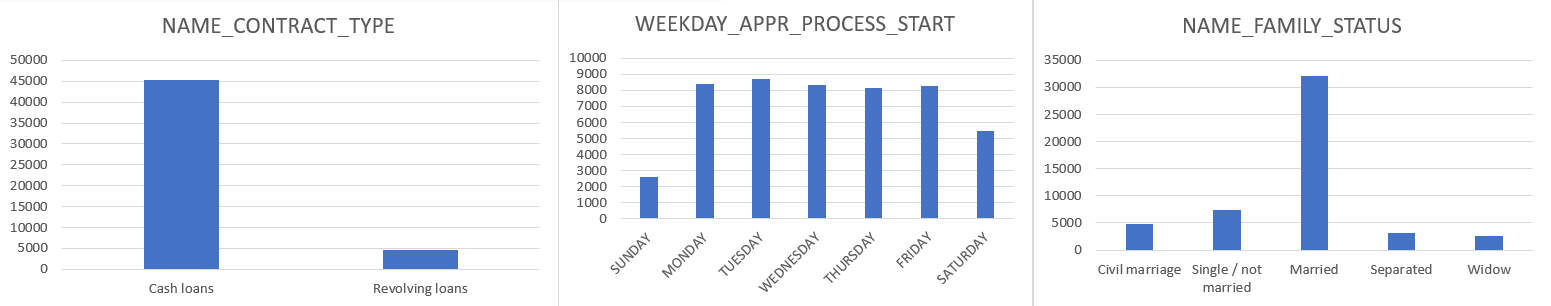 NAME_CONTRACT_TYPE
50000
45000
40000
35000
30000
25000
20000
15000
10000
5000
0
Cash loans
Revolving loans
WEEKDAY_APPR_PROCESS_START
10000
9000
8000
7000
6000
5000
4000
3000
2000
1000
0
SUNDAY
MONDAY
TUESDAY
WEDNESDAY
THURSDAY
FRIDAY
SATURDAY
NAME_FAMILY_STATUS
35000
30000
25000
20000
15000
10000
5000
0
Civil marriage
Single / not
married
Married
Separated
Widow